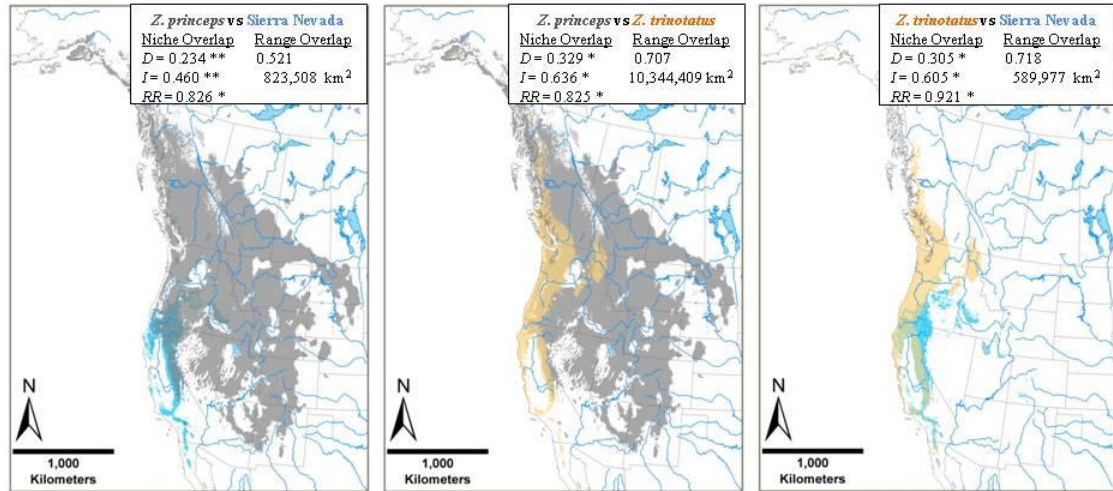 Z. princeps vs Sierra Nevada
Niche Overlap Range Overlap
D = 0.234 ** 0.521
I = 0.460 ** 823,508 km2
RR = 0.826 *
N
1,000
Kilometers
Z. princeps vs Z. trinotatus
Niche Overlap Range Overlap
D = 0.329 * 0.707
I = 0.636 * 10,344,409 km2
RR = 0.825 *
N
1,000
Kilometers
Z. trinotatus vs Sierra Nevada
Niche Overlap Range Overlap
D = 0.305 * 0.718
I = 0.605 * 589,977 km2
RR = 0.921 *
N
1,000
Kilometers